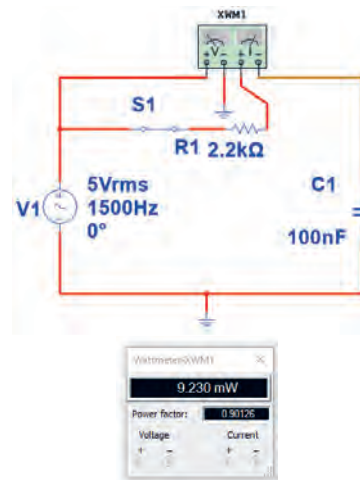 XWM1
+ V - + I -
S1
R1 2.2kΩ
V1
5Vrms
1500Hz
0°
C1
100nF
Wattmeter-XWM1
9.230 mW
Power factor: 0.90126
Voltage Current
+ - + -